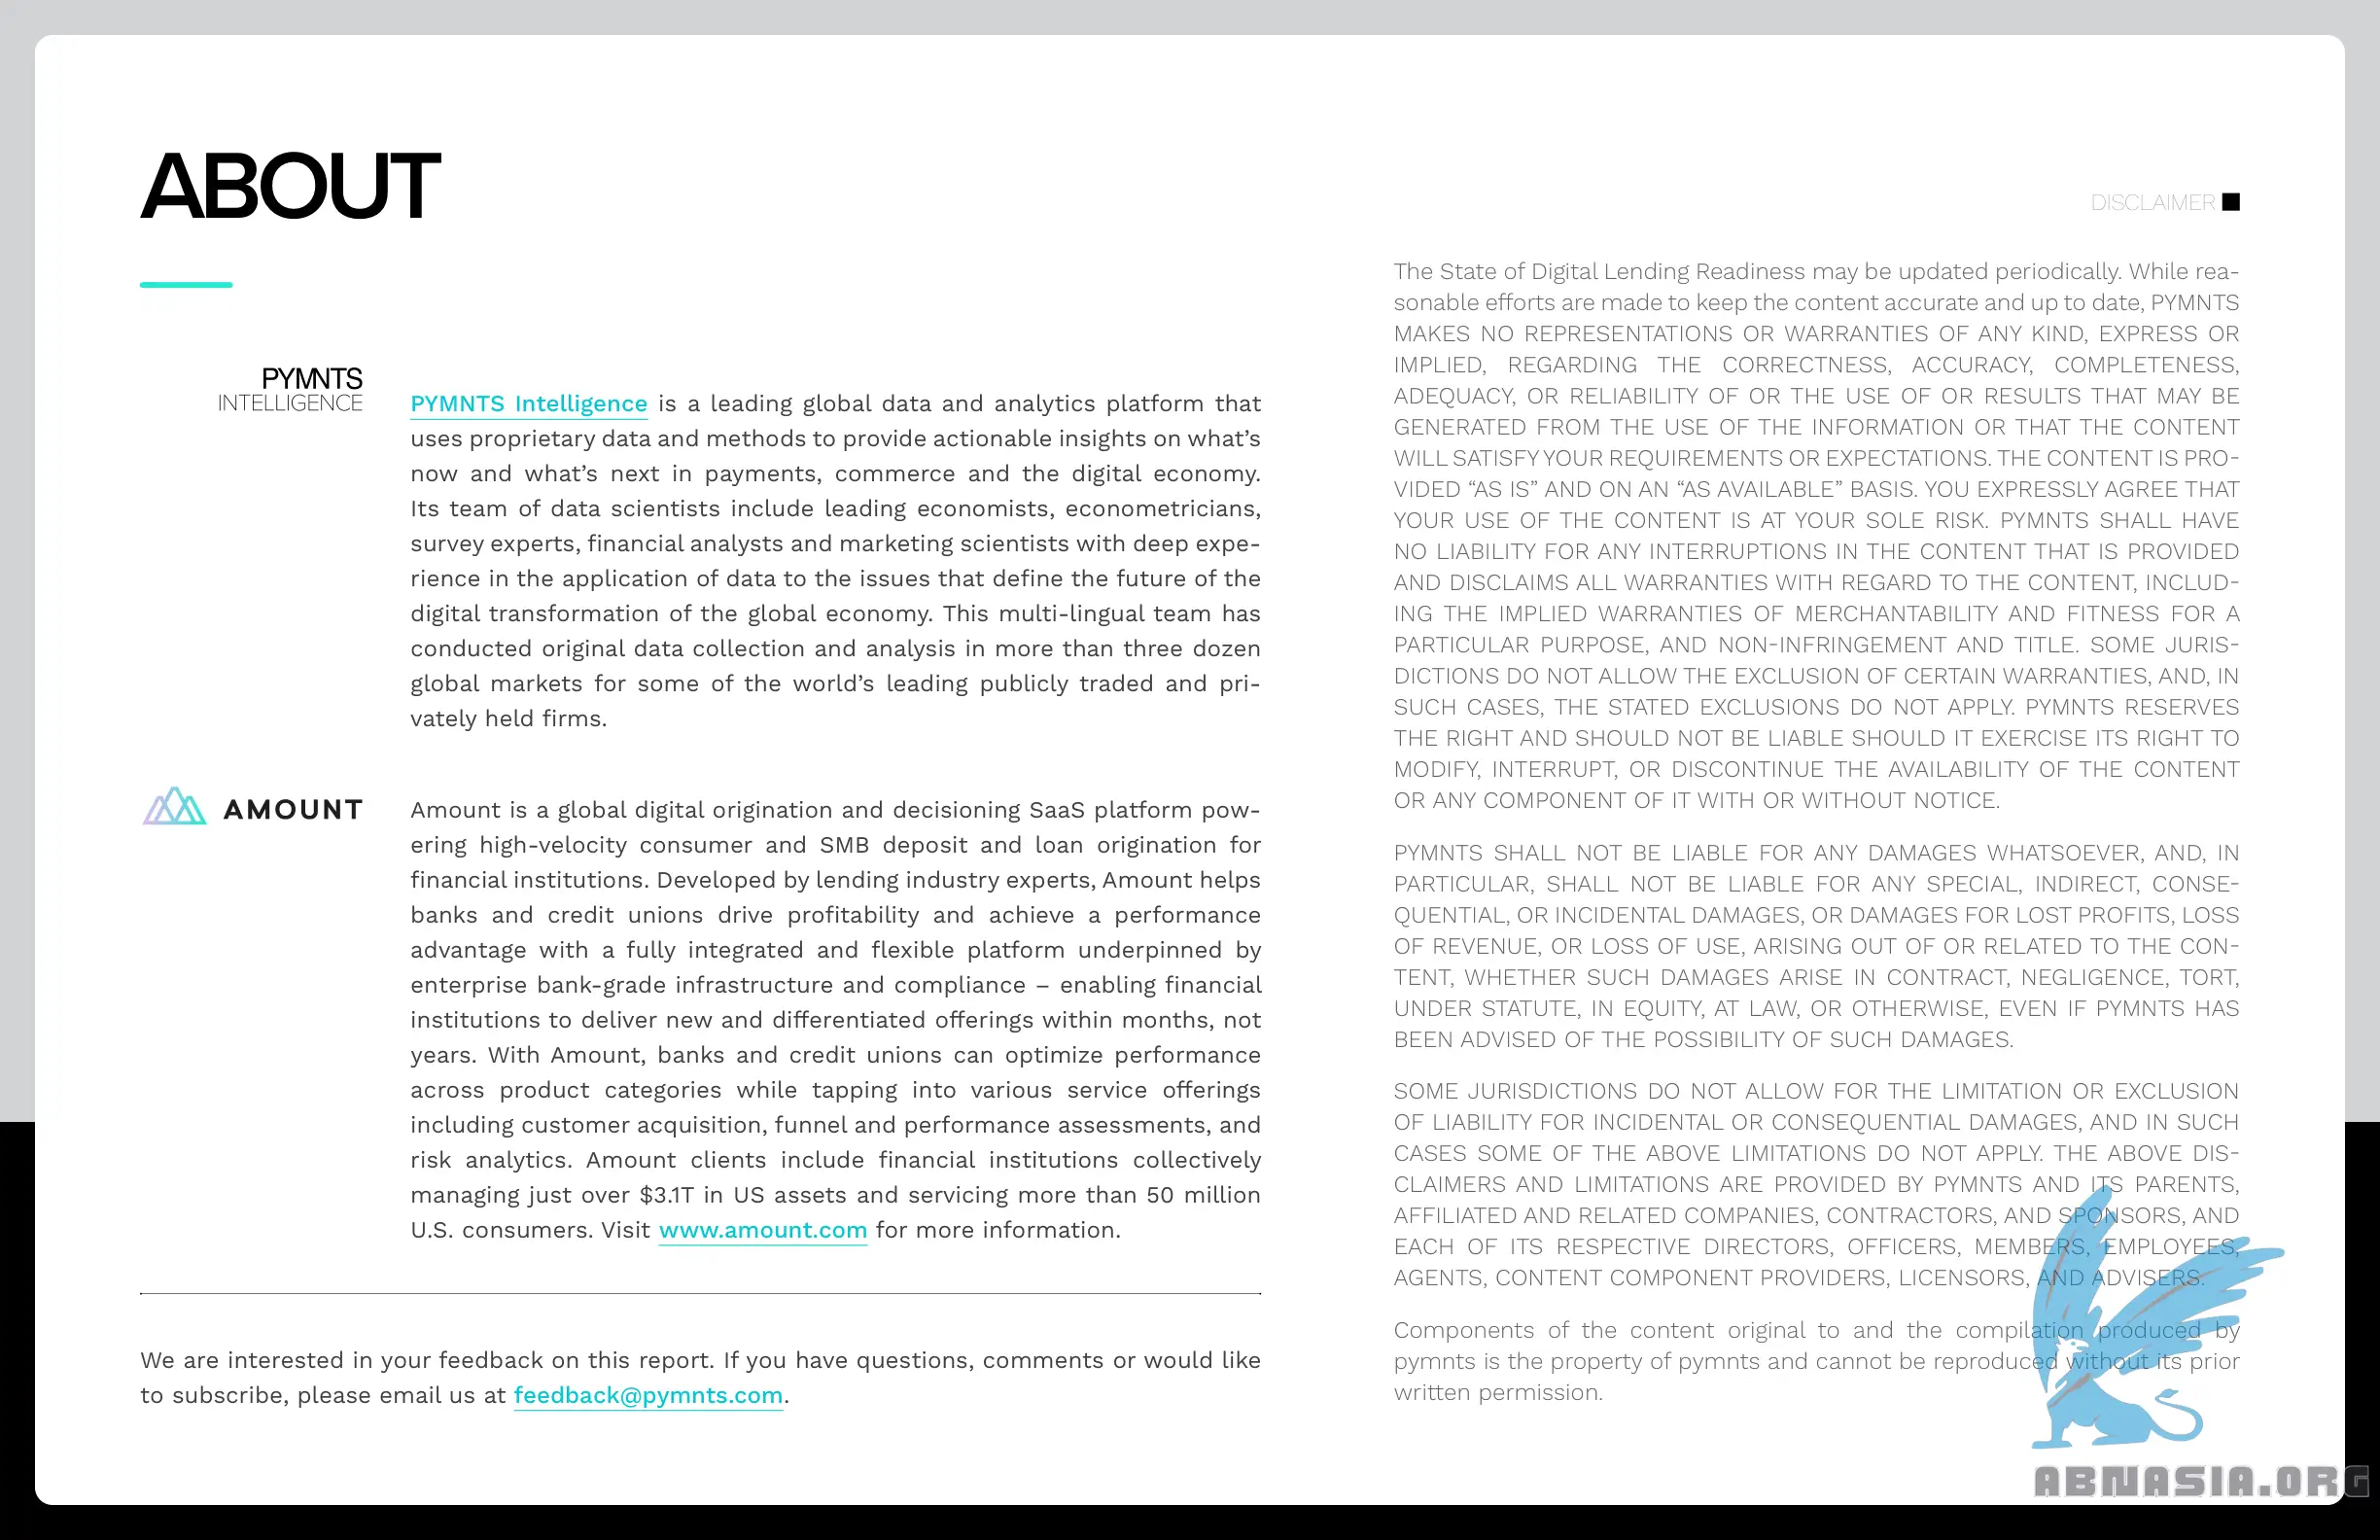 ABOUT
PYMNTS
INTELLIGENCE
PYMNTS Intelligence is a leading global data and analytics platform that
uses proprietary data and methods to provide actionable insights on what’s
now and what’s next in payments, commerce and the digital economy.
Its team of data scientists include leading economists, econometricians,
survey experts, financial analysts and marketing scientists with deep expe-
rience in the application of data to the issues that define the future of the
digital transformation of the global economy. This multi-lingual team has
conducted original data collection and analysis in more than three dozen
global markets for some of the world’s leading publicly traded and pri-
vately held firms.
AMOUNT
Amount is a global digital origination and decisioning SaaS platform pow-
ering high-velocity consumer and SMB deposit and loan origination for
financial institutions. Developed by lending industry experts, Amount helps
banks and credit unions drive profitability and achieve a performance
advantage with a fully integrated and flexible platform underpinned by
enterprise bank-grade infrastructure and compliance – enabling financial
institutions to deliver new and differentiated offerings within months, not
years. With Amount, banks and credit unions can optimize performance
across product categories while tapping into various service offerings
including customer acquisition, funnel and performance assessments, and
risk analytics. Amount clients include financial institutions collectively
managing just over $3.1T in US assets and servicing more than 50 million
U.S. consumers. Visit www.amount.com for more information.
We are interested in your feedback on this report. If you have questions, comments or would like
to subscribe, please email us at feedback@pymnts.com.
DISCLAIMER
The State of Digital Lending Readiness may be updated periodically. While rea-
sonable efforts are made to keep the content accurate and up to date, PYMNTS
MAKES NO REPRESENTATIONS OR WARRANTIES OF ANY KIND, EXPRESS OR
IMPLIED, REGARDING THE CORRECTNESS, ACCURACY, COMPLETENESS,
ADEQUACY, OR RELIABILITY OF OR THE USE OF OR RESULTS THAT MAY BE
GENERATED FROM THE USE OF THE INFORMATION OR THAT THE CONTENT
WILL SATISFY YOUR REQUIREMENTS OR EXPECTATIONS. THE CONTENT IS PRO-
VIDED “AS IS” AND ON AN “AS AVAILABLE” BASIS. YOU EXPRESSLY AGREE THAT
YOUR USE OF THE CONTENT IS AT YOUR SOLE RISK. PYMNTS SHALL HAVE
NO LIABILITY FOR ANY INTERRUPTIONS IN THE CONTENT THAT IS PROVIDED
AND DISCLAIMS ALL WARRANTIES WITH REGARD TO THE CONTENT, INCLUD-
ING THE IMPLIED WARRANTIES OF MERCHANTABILITY AND FITNESS FOR A
PARTICULAR PURPOSE, AND NON-INFRINGEMENT AND TITLE. SOME JURIS-
DICTIONS DO NOT ALLOW THE EXCLUSION OF CERTAIN WARRANTIES, AND, IN
SUCH CASES, THE STATED EXCLUSIONS DO NOT APPLY. PYMNTS RESERVES
THE RIGHT AND SHOULD NOT BE LIABLE SHOULD IT EXERCISE ITS RIGHT TO
MODIFY, INTERRUPT, OR DISCONTINUE THE AVAILABILITY OF THE CONTENT
OR ANY COMPONENT OF IT WITH OR WITHOUT NOTICE.
PYMNTS SHALL NOT BE LIABLE FOR ANY DAMAGES WHATSOEVER, AND, IN
PARTICULAR, SHALL NOT BE LIABLE FOR ANY SPECIAL, INDIRECT, CONSE-
QUENTIAL, OR INCIDENTAL DAMAGES, OR DAMAGES FOR LOST PROFITS, LOSS
OF REVENUE, OR LOSS OF USE, ARISING OUT OF OR RELATED TO THE CON-
TENT, WHETHER SUCH DAMAGES ARISE IN CONTRACT, NEGLIGENCE, TORT,
UNDER STATUTE, IN EQUITY, AT LAW, OR OTHERWISE, EVEN IF PYMNTS HAS
BEEN ADVISED OF THE POSSIBILITY OF SUCH DAMAGES.
SOME JURISDICTIONS DO NOT ALLOW FOR THE LIMITATION OR EXCLUSION
OF LIABILITY FOR INCIDENTAL OR CONSEQUENTIAL DAMAGES, AND IN SUCH
CASES SOME OF THE ABOVE LIMITATIONS DO NOT APPLY. THE ABOVE DIS-
CLAIMERS AND LIMITATIONS ARE PROVIDED BY PYMNTS AND ITS PARENTS,
AFFILIATED AND RELATED COMPANIES, CONTRACTORS, AND SPONSORS, AND
EACH OF ITS RESPECTIVE DIRECTORS, OFFICERS, MEMBERS, EMPLOYEES,
AGENTS, CONTENT COMPONENT PROVIDERS, LICENSORS, AND ADVISERS.
Components of the content original to and the compilation produced by
pymnts is the property of pymnts and cannot be reproduced without its prior
written permission.
ABNASIA.ORG